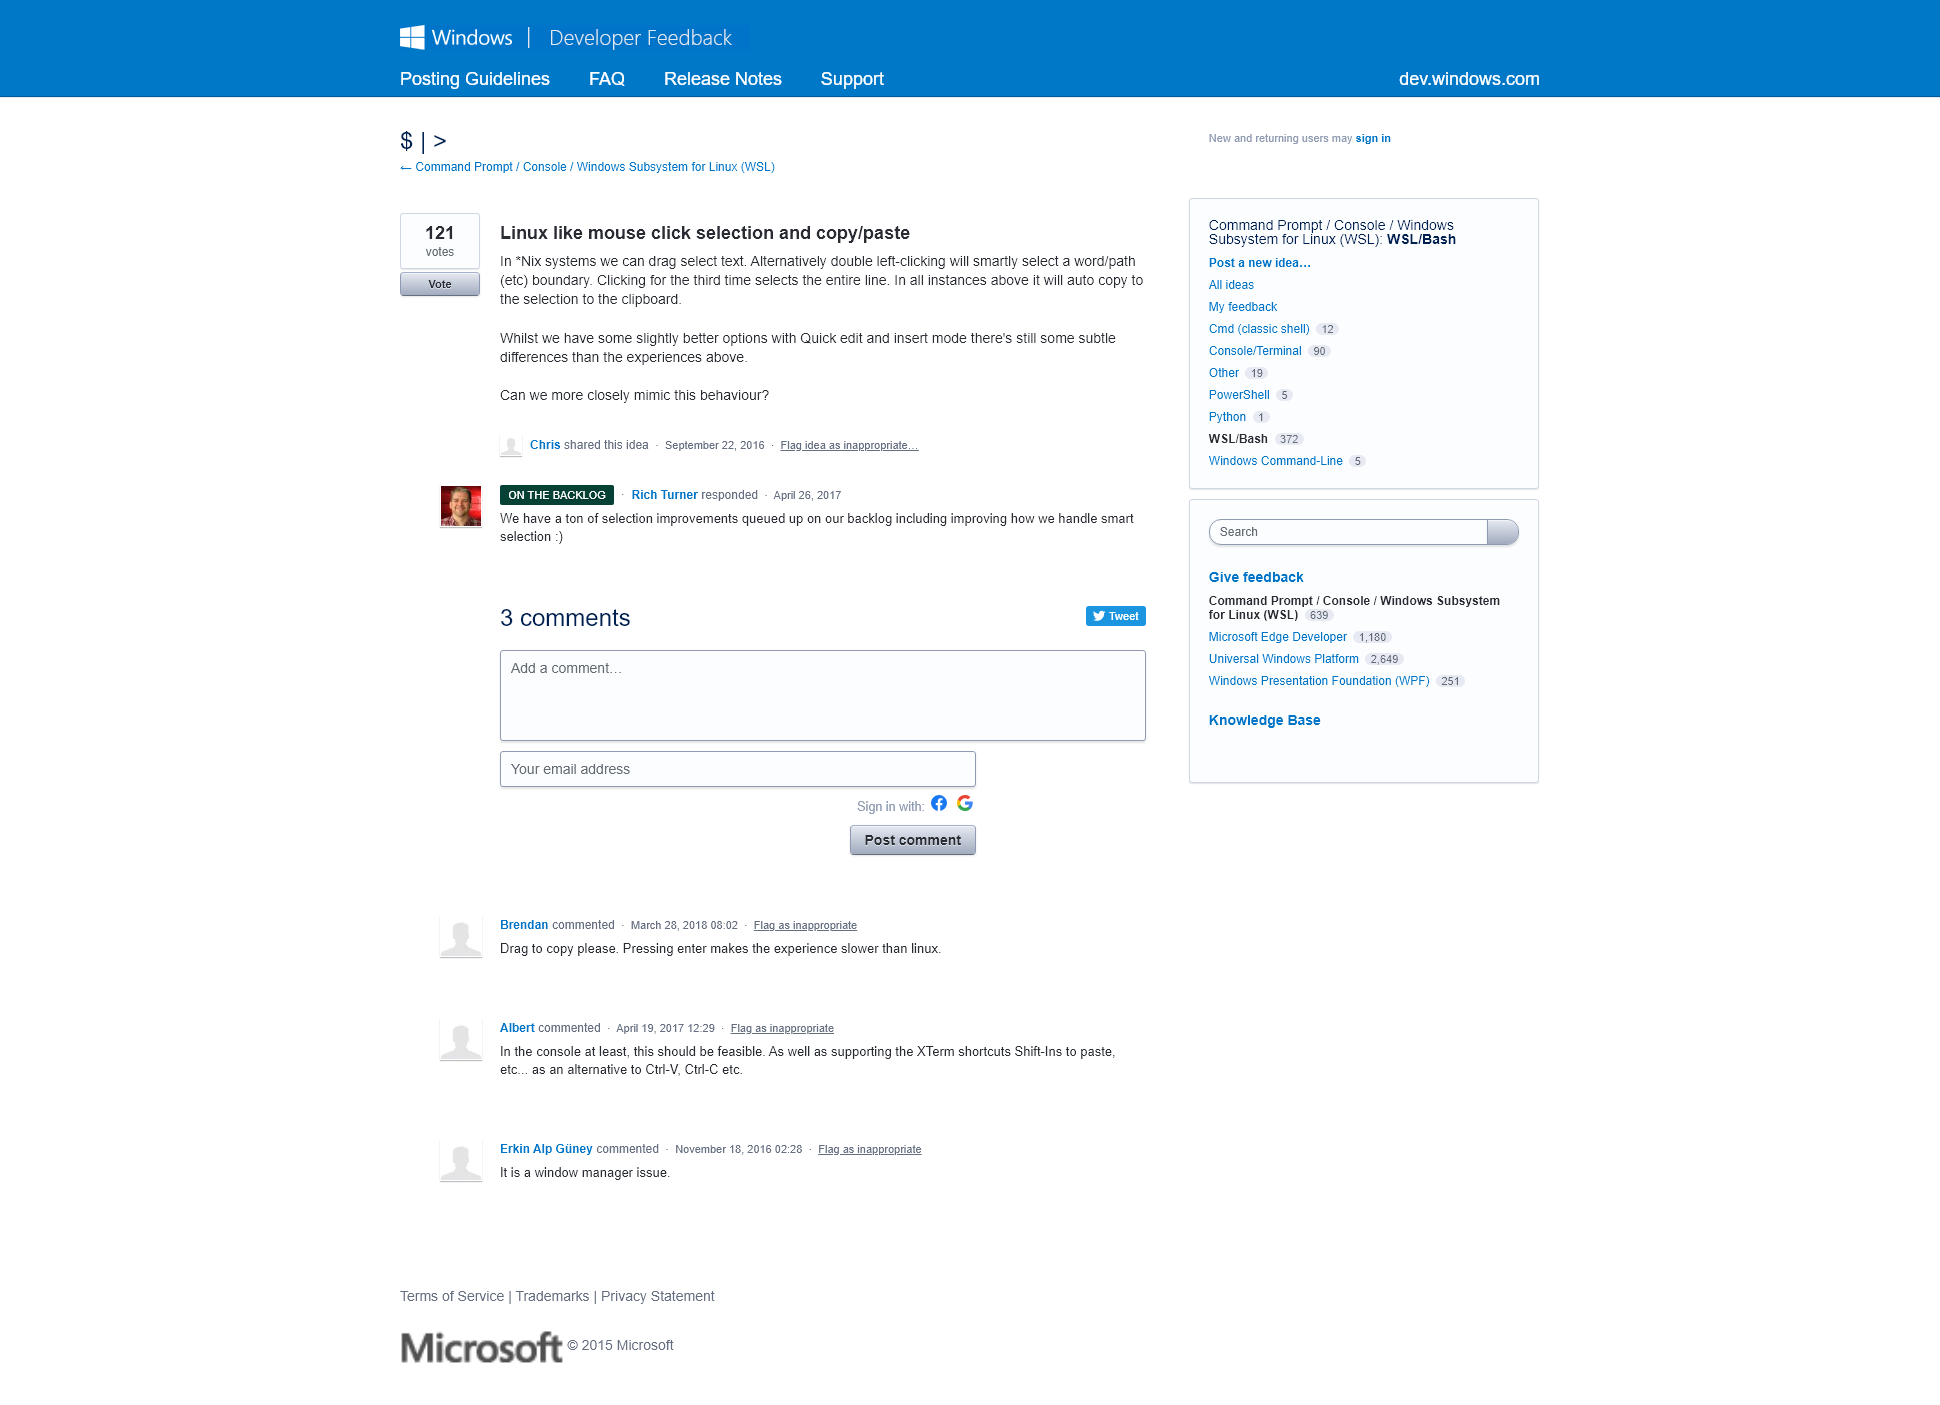 Windows | Developer Feedback
Posting Guidelines FAQ Release Notes Support dev.windows.com
$ | >
← Command Prompt / Console / Windows Subsystem for Linux (WSL)
121
votes
Vote
Linux like mouse click selection and copy/paste
In *Nix systems we can drag select text. Alternatively double left-clicking will smartly select a word/path
(etc) boundary. Clicking for the third time selects the entire line. In all instances above it will auto copy to
the selection to the clipboard.
Whilst we have some slightly better options with Quick edit and insert mode there's still some subtle
differences than the experiences above.
Can we more closely mimic this behaviour?
Chris shared this idea · September 22, 2016 · Flag idea as inappropriate…
ON THE BACKLOG · Rich Turner responded · April 26, 2017
We have a ton of selection improvements queued up on our backlog including improving how we handle smart
selection :)
3 comments
Tweet
Add a comment…
Your email address
Sign in with:
Post comment
Brendan commented · March 28, 2018 08:02 · Flag as inappropriate
Drag to copy please. Pressing enter makes the experience slower than linux.
Albert commented · April 19, 2017 12:29 · Flag as inappropriate
In the console at least, this should be feasible. As well as supporting the XTerm shortcuts Shift-Ins to paste,
etc... as an alternative to Ctrl-V, Ctrl-C etc.
Erkin Alp Güney commented · November 18, 2016 02:28 · Flag as inappropriate
It is a window manager issue.
New and returning users may sign in
Command Prompt / Console / Windows
Subsystem for Linux (WSL): WSL/Bash
Post a new idea…
All ideas
My feedback
Cmd (classic shell) 12
Console/Terminal 90
Other 19
PowerShell 5
Python 1
WSL/Bash 372
Windows Command-Line 5
Search
Give feedback
Command Prompt / Console / Windows Subsystem
for Linux (WSL) 639
Microsoft Edge Developer 1,180
Universal Windows Platform 2,649
Windows Presentation Foundation (WPF) 251
Knowledge Base
Terms of Service | Trademarks | Privacy Statement
Microsoft © 2015 Microsoft